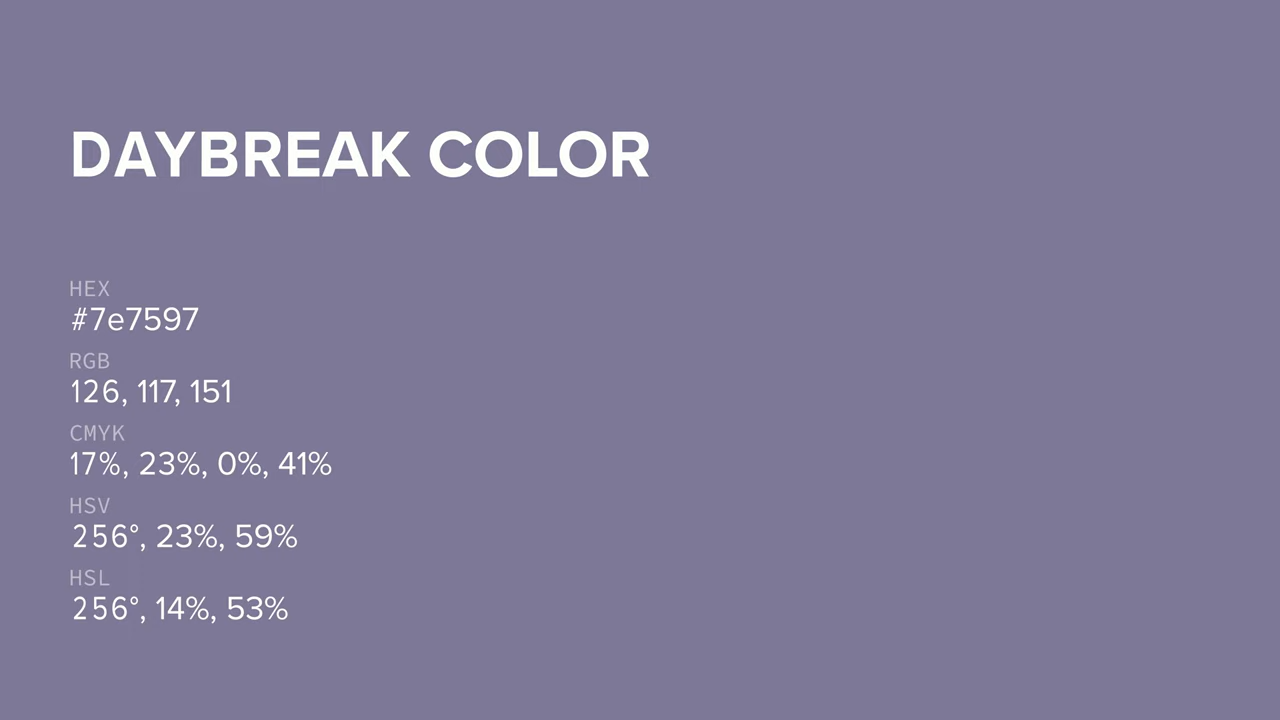 DAYBREAK COLOR
HEX
#7e7597
RGB
126, 117, 151
CMYK
17%, 23%, 0%, 41%
HSV
256°, 23%, 59%
HSL
256°, 14%, 53%